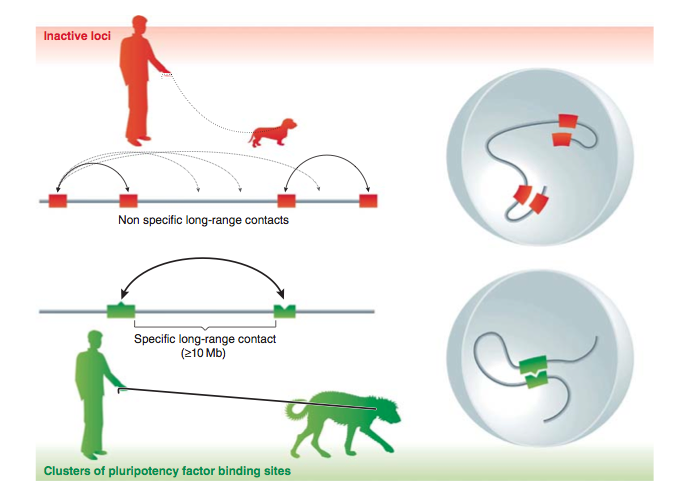 Inactive loci
Non specific long-range contacts
Specific long-range contact
(≥10 Mb)
Clusters of pluripotency factor binding sites